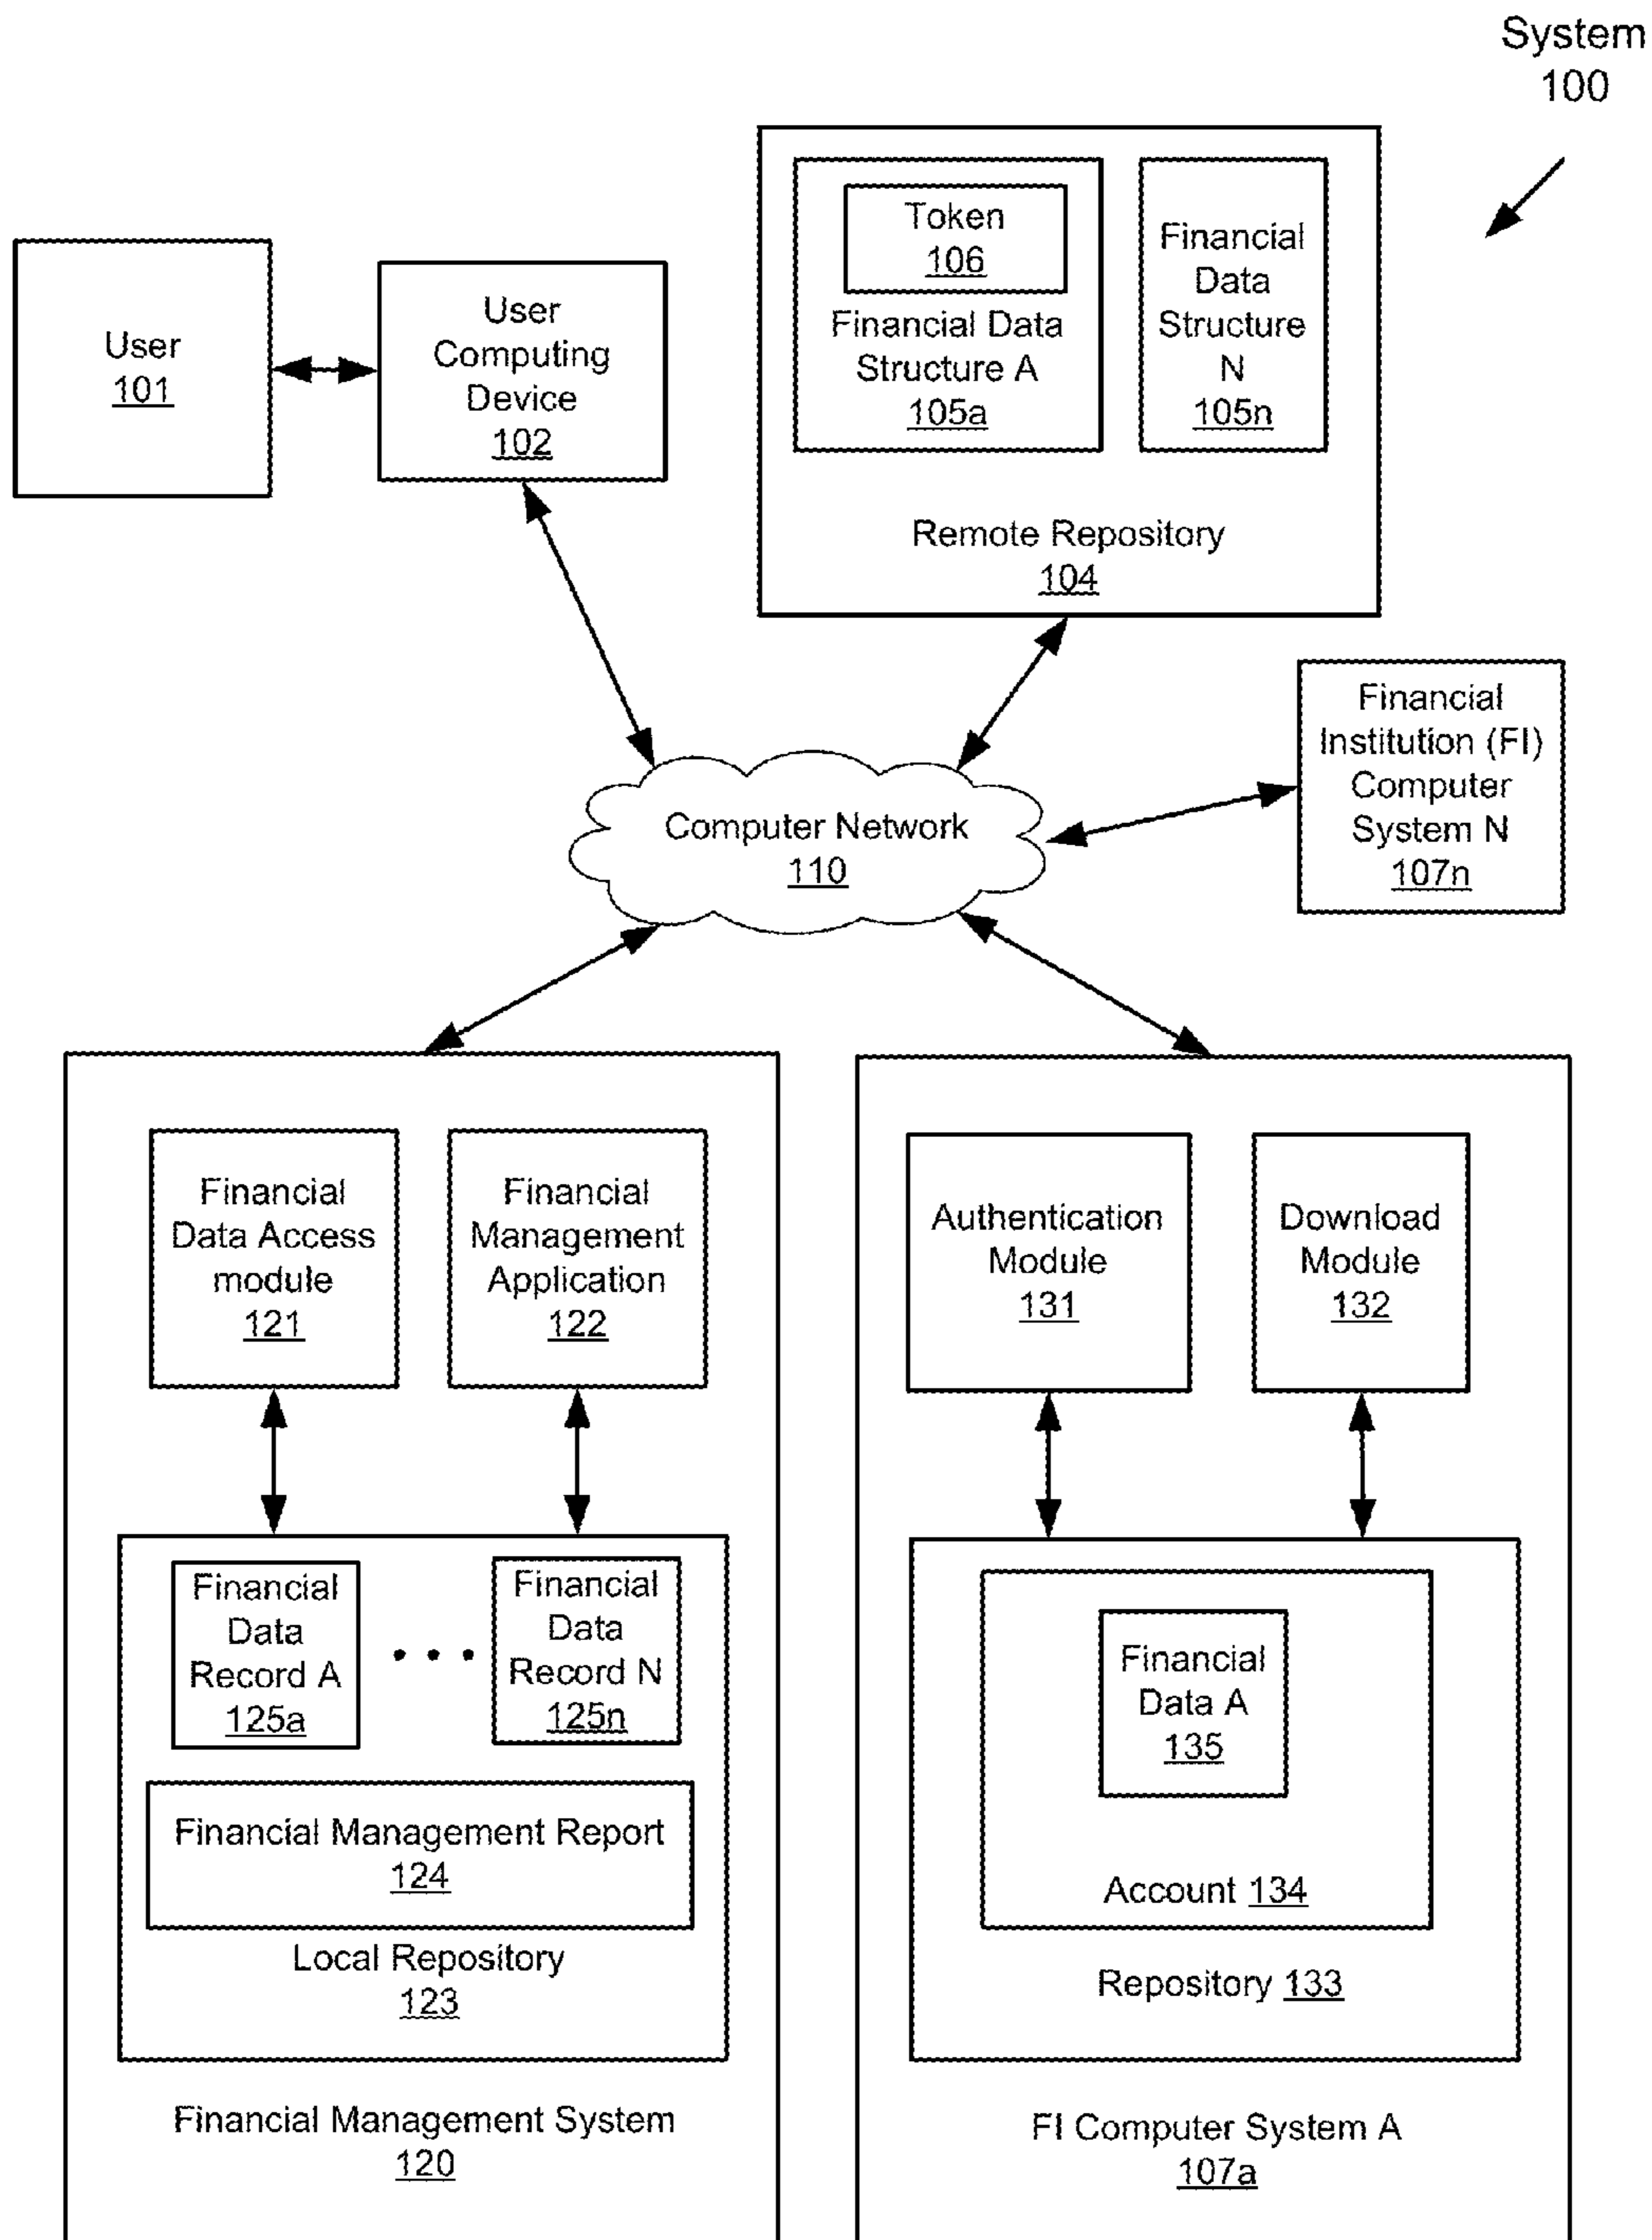 System
100
Token
106
Financial Data
Structure A
105a
Financial
Data
Structure
N
105n
Remote Repository
104
User
101
User
Computing
Device
102
Financial
Institution (FI)
Computer
System N
107n
Computer Network
110
Financial
Data Access
module
121
Financial
Management
Application
122
Financial
Data
Record A
125a
• • •
Financial
Data
Record N
125n
Financial Management Report
124
Local Repository
123
Financial Management System
120
Authentication
Module
131
Download
Module
132
Financial
Data A
135
Account 134
Repository 133
FI Computer System A
107a